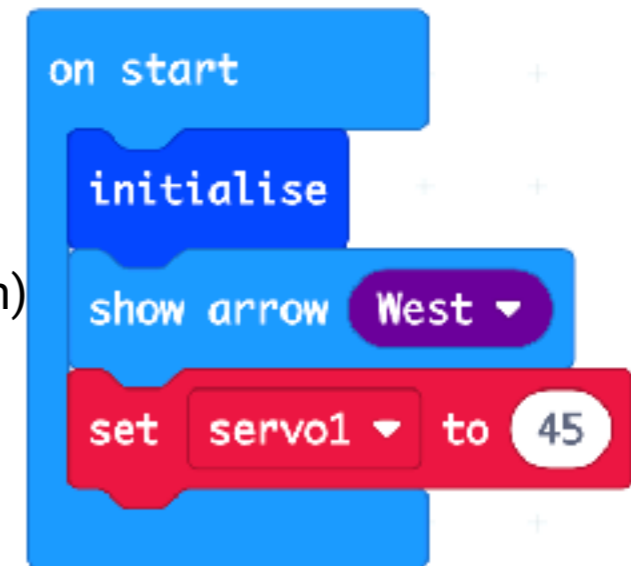 on start
initialise
n)
show arrow West
set servo1 to 45